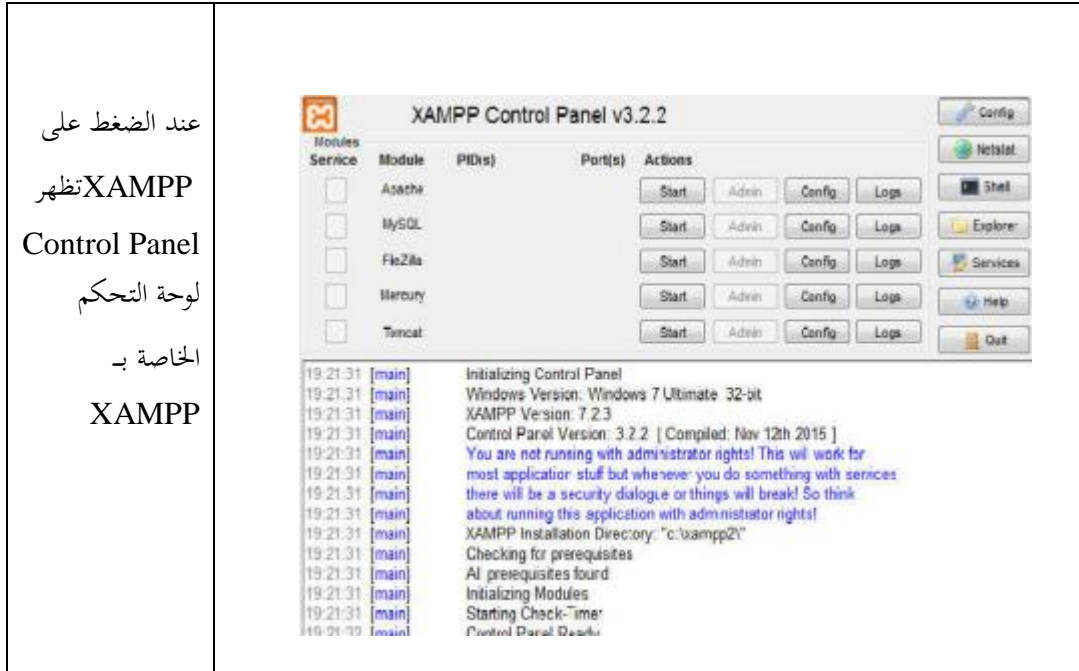 عند الضغط على
XAMPP تظهر
Control Panel
لوحة التحكم
الخاصة بـ
XAMPP
XAMPP Control Panel v3.2.2
Config
Modules
Netstat
Service Module PID(s) Port(s) Actions
Apache Start Admin Config Logs Shell
MySQL Start Admin Config Logs Explorer
FileZilla Start Admin Config Logs Services
Mercury Start Admin Config Logs Help
Tomcat Start Admin Config Logs Quit
19:21:31 [main] Initializing Control Panel
19:21:31 [main] Windows Version: Windows 7 Ultimate 32-bit
19:21:31 [main] XAMPP Version: 7.2.3
19:21:31 [main] Control Panel Version: 3.2.2 [ Compiled: Nov 12th 2015 ]
19:21:31 [main] You are not running with administrator rights! This will work for
19:21:31 [main] most application stuff but whenever you do something with services
19:21:31 [main] there will be a security dialogue or things will break! So think
19:21:31 [main] about running this application with administrator rights!
19:21:31 [main] XAMPP Installation Directory: "c:\xampp2\"
19:21:31 [main] Checking for prerequisites
19:21:31 [main] All prerequisites found
19:21:31 [main] Initializing Modules
19:21:31 [main] Starting Check-Timer
19:21:32 [main] Control Panel Ready